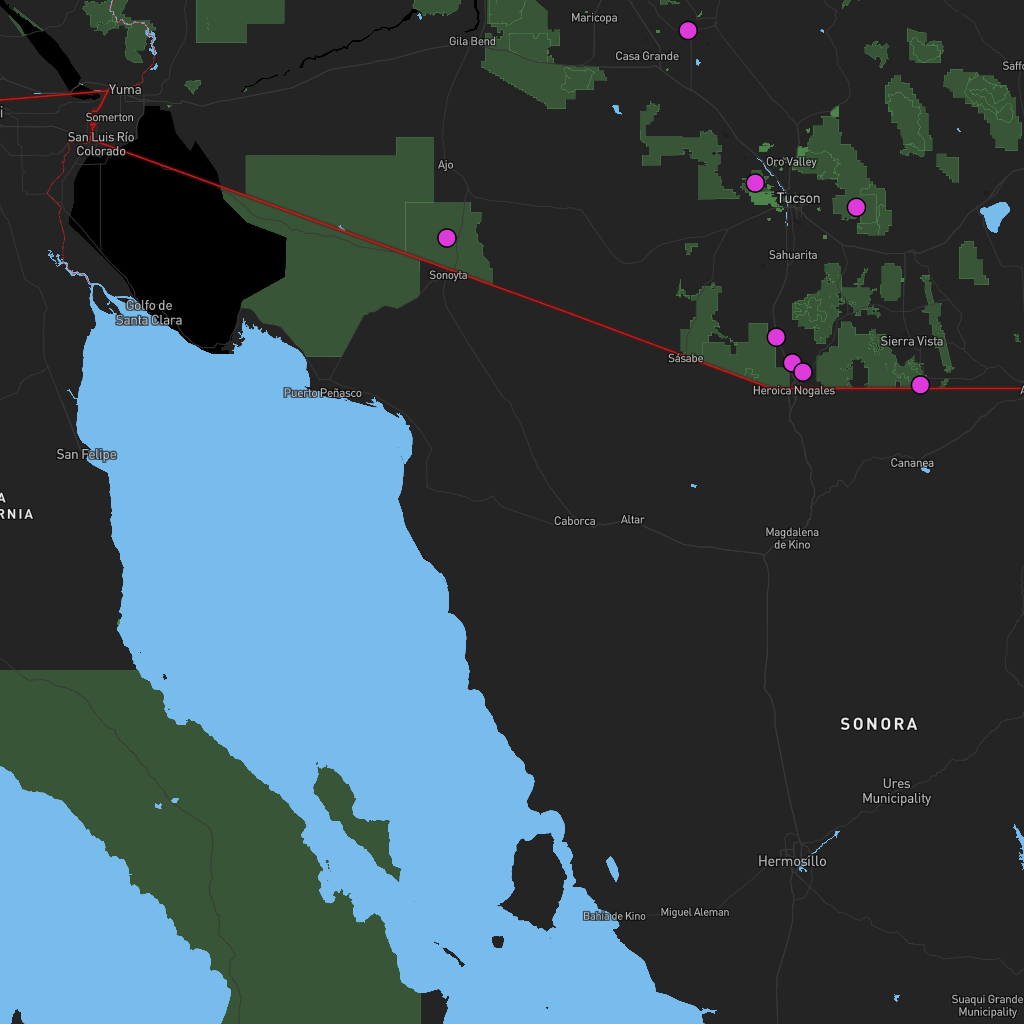 Maricopa
Gila Bend
Casa Grande
Saffo
Yuma
i
Somerton
San Luis Río
Colorado
Ajo
Oro Valley
Tucson
Sonoyta
Sahuarita
Golfo de
Santa Clara
Sierra Vista
Sásabe
Puerto Peñasco
Heroica Nogales
A
San Felipe
Cananea
A
RNIA
Caborca
Altar
Magdalena
de Kino
SONORA
Ures
Municipality
Hermosillo
Bahía de Kino
Miguel Aleman
Suaqui Grande
Municipality